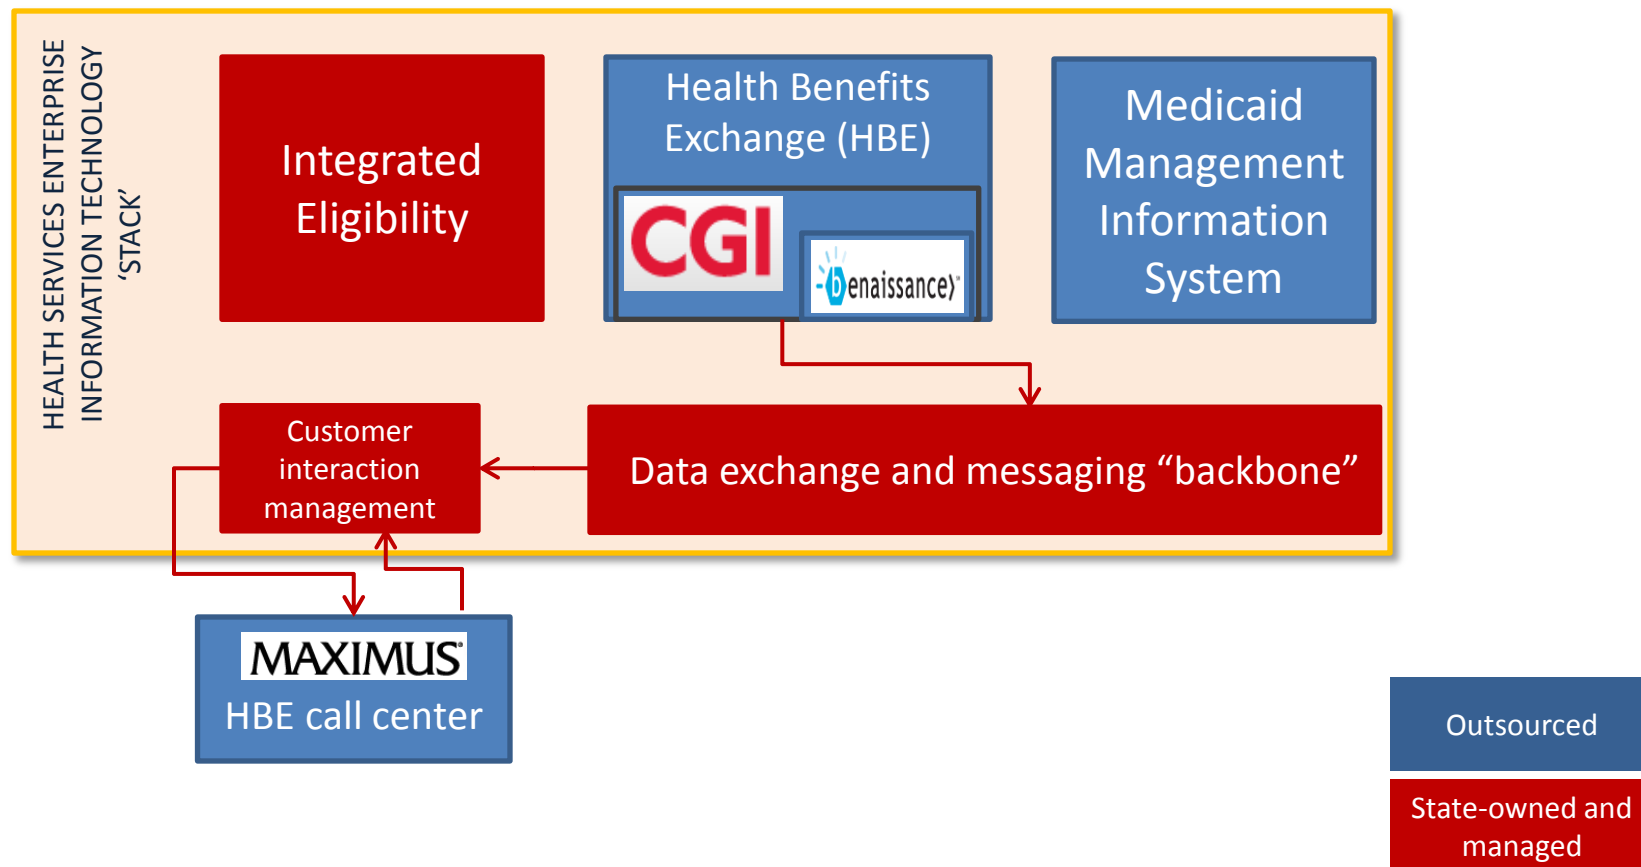 HEALTH SERVICES ENTERPRISE
INFORMATION TECHNOLOGY
‘STACK’
Integrated
Eligibility
Health Benefits
Exchange (HBE)
CGI
benaissance
Medicaid
Management
Information
System
Customer
interaction
management
Data exchange and messaging “backbone”
MAXIMUS
HBE call center
Outsourced
State-owned and
managed